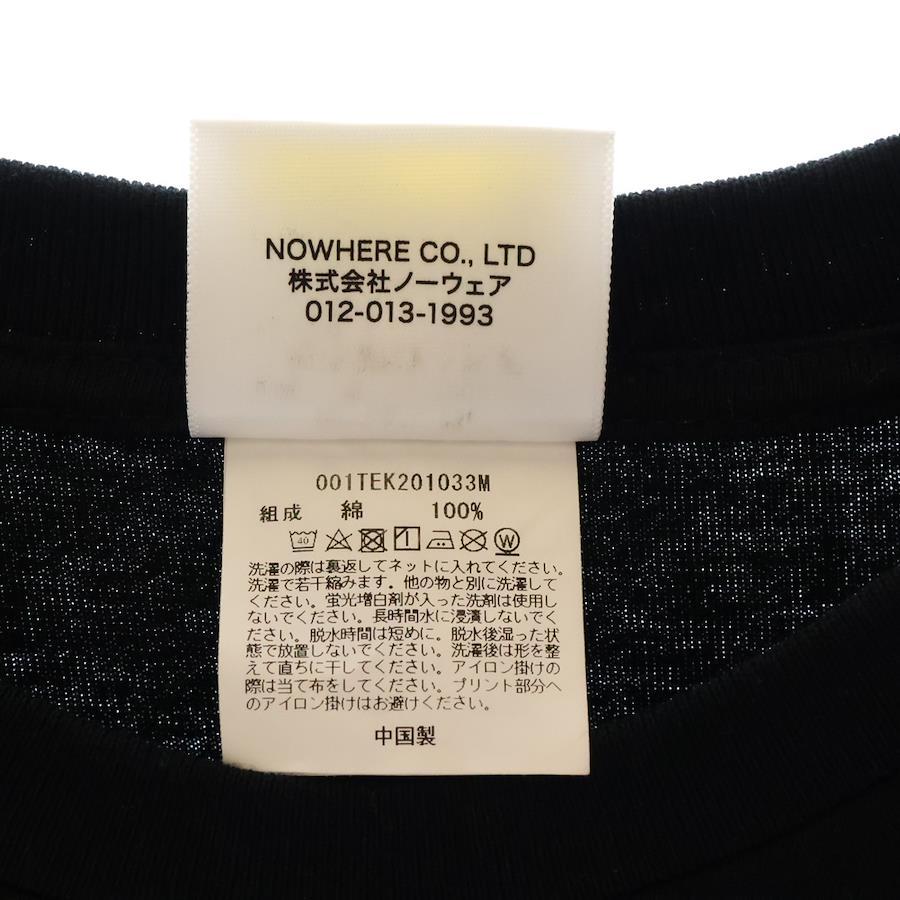 NOWHERE CO., LTD
株式会社ノーウェア
012-013-1993
001TEK201033M
組成 綿 100%
40 W
洗濯の際は裏返してネットに入れてください。
洗濯で若干縮みます。他の物と別に洗濯して
ください。蛍光増白剤が入った洗剤は使用し
ないでください。長時間水に浸漬しないでく
ださい。脱水時間は短めに。脱水後湿った状
態で放置しないでください。洗濯後は形を整
えて直ちに干してください。アイロン掛けの
際は当て布をしてください。プリント部分へ
のアイロン掛けはお避けください。
中国製